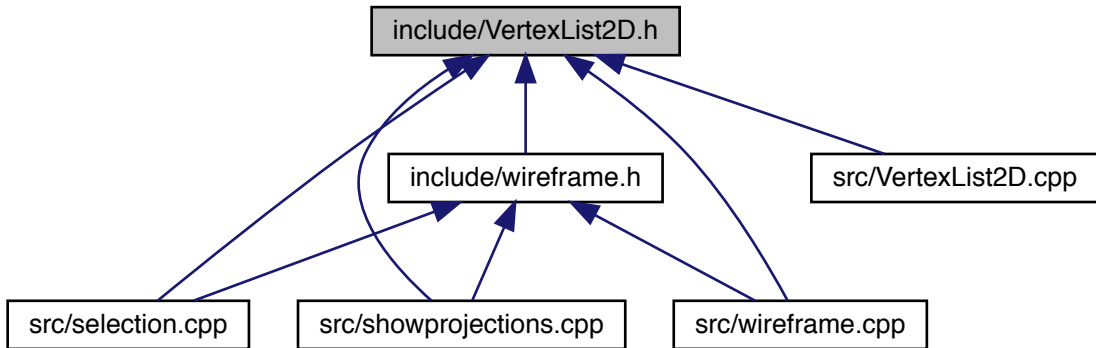 include/VertexList2D.h
include/wireframe.h
src/VertexList2D.cpp
src/selection.cpp
src/showprojections.cpp
src/wireframe.cpp